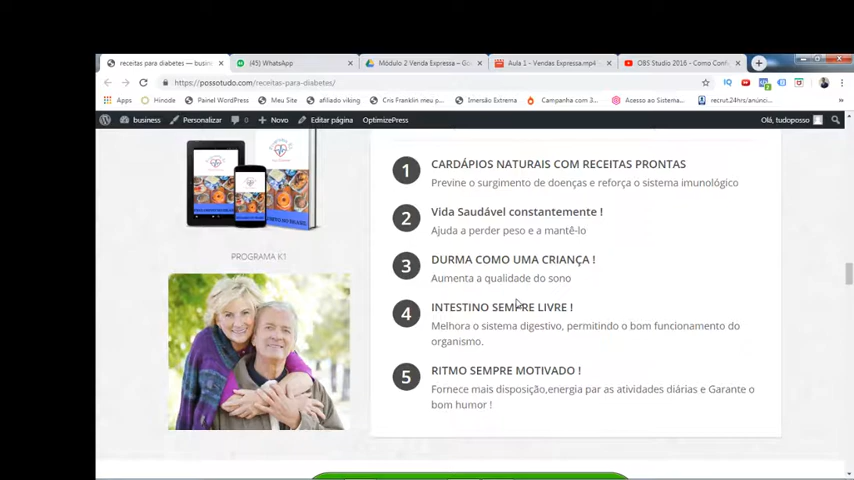 receitas para diabetes — busin
(45) WhatsApp
Módulo 2 Venda Expressa – Go
Aula 1 - Vendas Expressa.mp4
OBS Studio 2016 - Como Conf
https://possotudo.com/receitas-para-diabetes/
Apps
Hinode
Painel WordPress
Meu Site
afiliado viking
Cris Franklin meu p...
Imersão Extrema
Campanha com 3...
Acesso ao Sistema...
recrut.24hrs/anúnci...
business
Personalizar
0
Novo
Editar página
OptimizePress
Olá, tudoposso
1
CARDÁPIOS NATURAIS COM RECEITAS PRONTAS
Previne o surgimento de doenças e reforça o sistema imunológico
2
Vida Saudável constantemente !
Ajuda a perder peso e a mantê-lo
PROGRAMA K1
3
DURMA COMO UMA CRIANÇA !
Aumenta a qualidade do sono
4
INTESTINO SEMPRE LIVRE !
Melhora o sistema digestivo, permitindo o bom funcionamento do
organismo.
5
RITMO SEMPRE MOTIVADO !
Fornece mais disposição,energia par as atividades diárias e Garante o
bom humor !